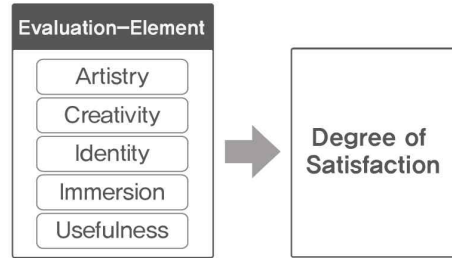 Evaluation–Element
Artistry
Creativity
Identity
Immersion
Usefulness
Degree of
Satisfaction